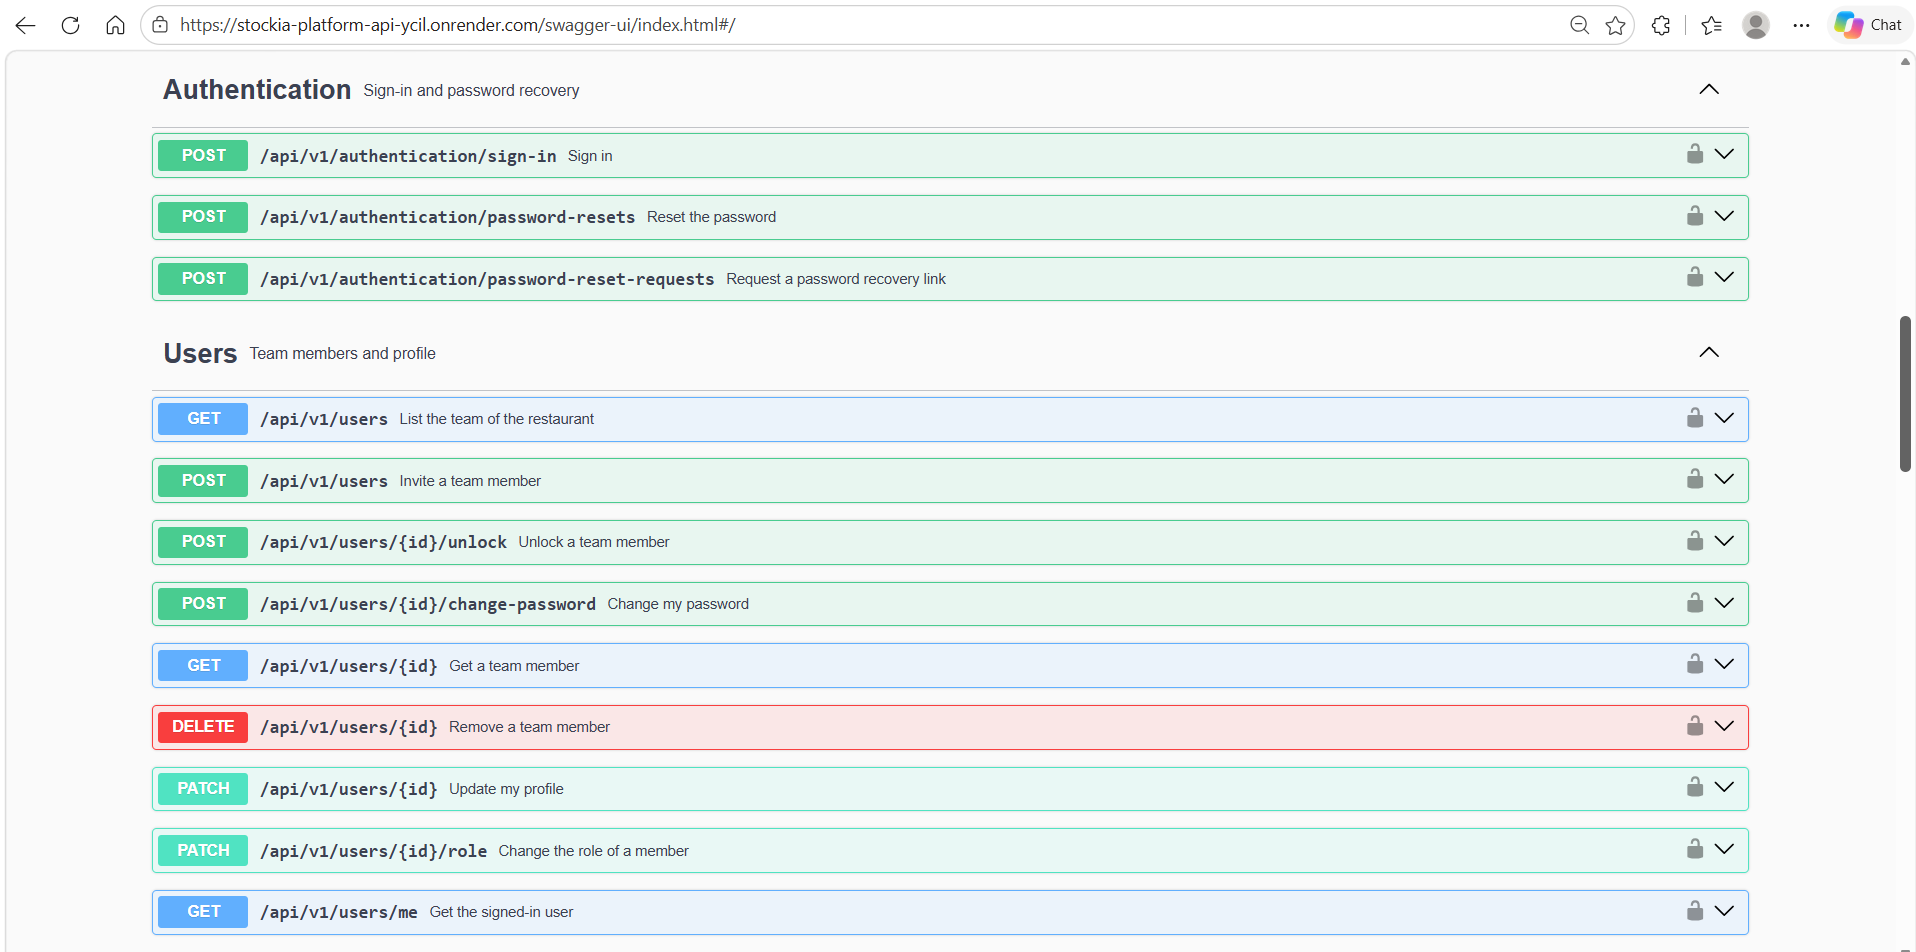 https://stockia-platform-api-ycil.onrender.com/swagger-ui/index.html#/
Chat
Authentication Sign-in and password recovery
POST /api/v1/authentication/sign-in Sign in
POST /api/v1/authentication/password-resets Reset the password
POST /api/v1/authentication/password-reset-requests Request a password recovery link
Users Team members and profile
GET /api/v1/users List the team of the restaurant
POST /api/v1/users Invite a team member
POST /api/v1/users/{id}/unlock Unlock a team member
POST /api/v1/users/{id}/change-password Change my password
GET /api/v1/users/{id} Get a team member
DELETE /api/v1/users/{id} Remove a team member
PATCH /api/v1/users/{id} Update my profile
PATCH /api/v1/users/{id}/role Change the role of a member
GET /api/v1/users/me Get the signed-in user